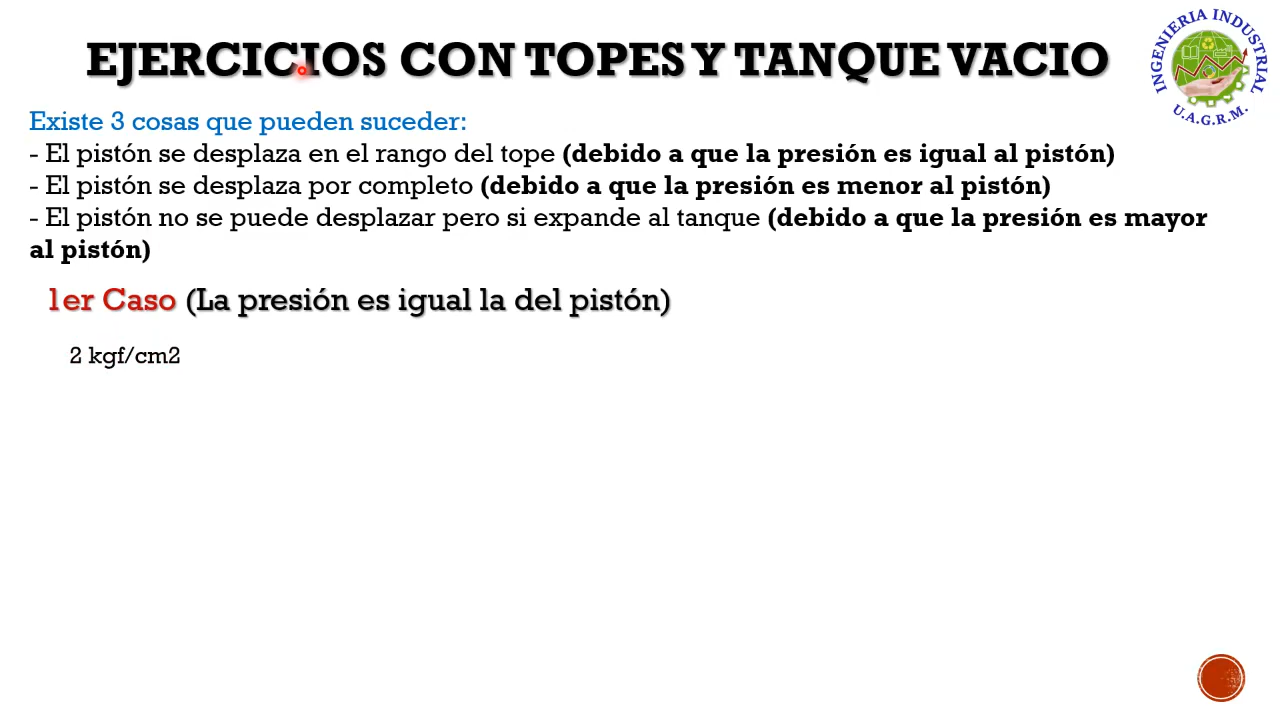 EJERCICIOS CON TOPES Y TANQUE VACIO
INGENIERIA INDUSTRIAL
U.A.G.R.M.
Existe 3 cosas que pueden suceder:
- El pistón se desplaza en el rango del tope (debido a que la presión es igual al pistón)
- El pistón se desplaza por completo (debido a que la presión es menor al pistón)
- El pistón no se puede desplazar pero si expande al tanque (debido a que la presión es mayor
al pistón)
1er Caso (La presión es igual la del pistón)
2 kgf/cm2